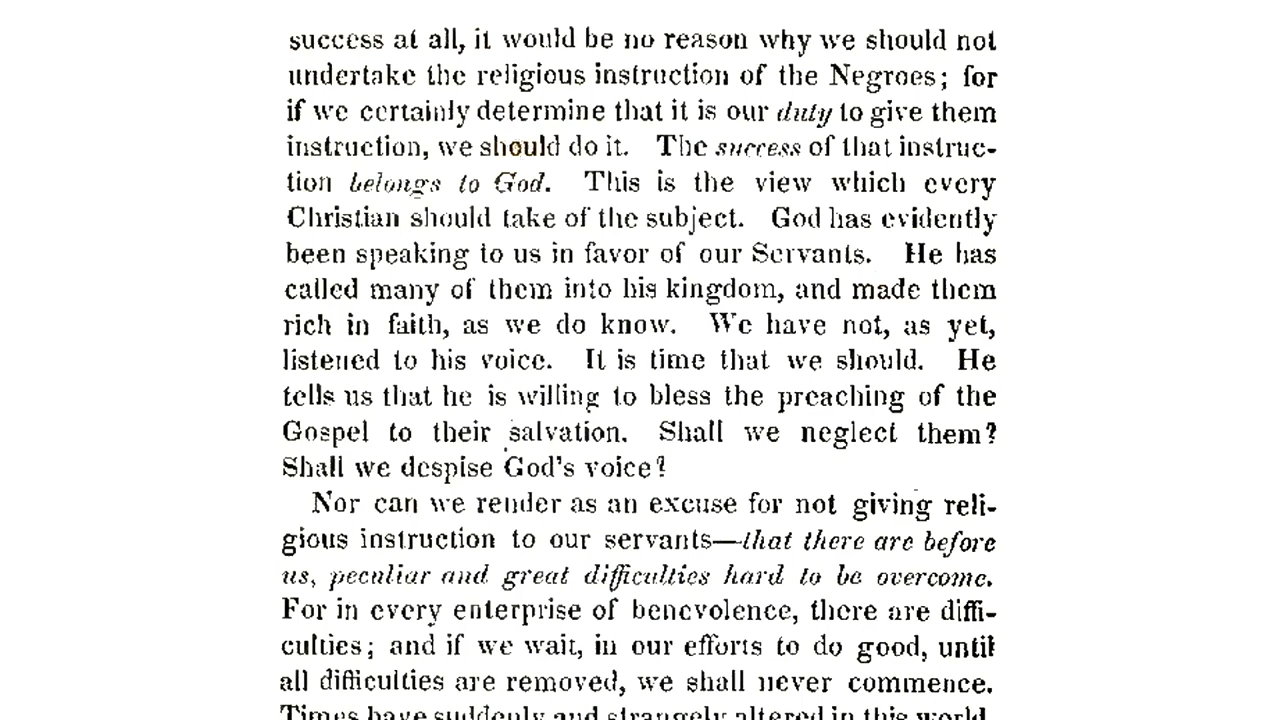 success at all, it would be no reason why we should not
undertake the religious instruction of the Negroes; for
if we certainly determine that it is our duty to give them
instruction, we should do it. The success of that instruc-
tion belongs to God. This is the view which every
Christian should take of the subject. God has evidently
been speaking to us in favor of our Servants. He has
called many of them into his kingdom, and made them
rich in faith, as we do know. We have not, as yet,
listened to his voice. It is time that we should. He
tells us that he is willing to bless the preaching of the
Gospel to their salvation. Shall we neglect them?
Shall we despise God's voice?
Nor can we render as an excuse for not giving reli-
gious instruction to our servants—that there are before
us, peculiar and great difficulties hard to be overcome.
For in every enterprise of benevolence, there are diffi-
culties; and if we wait, in our efforts to do good, until
all difficulties are removed, we shall never commence.
Times have suddenly and strangely altered in this world